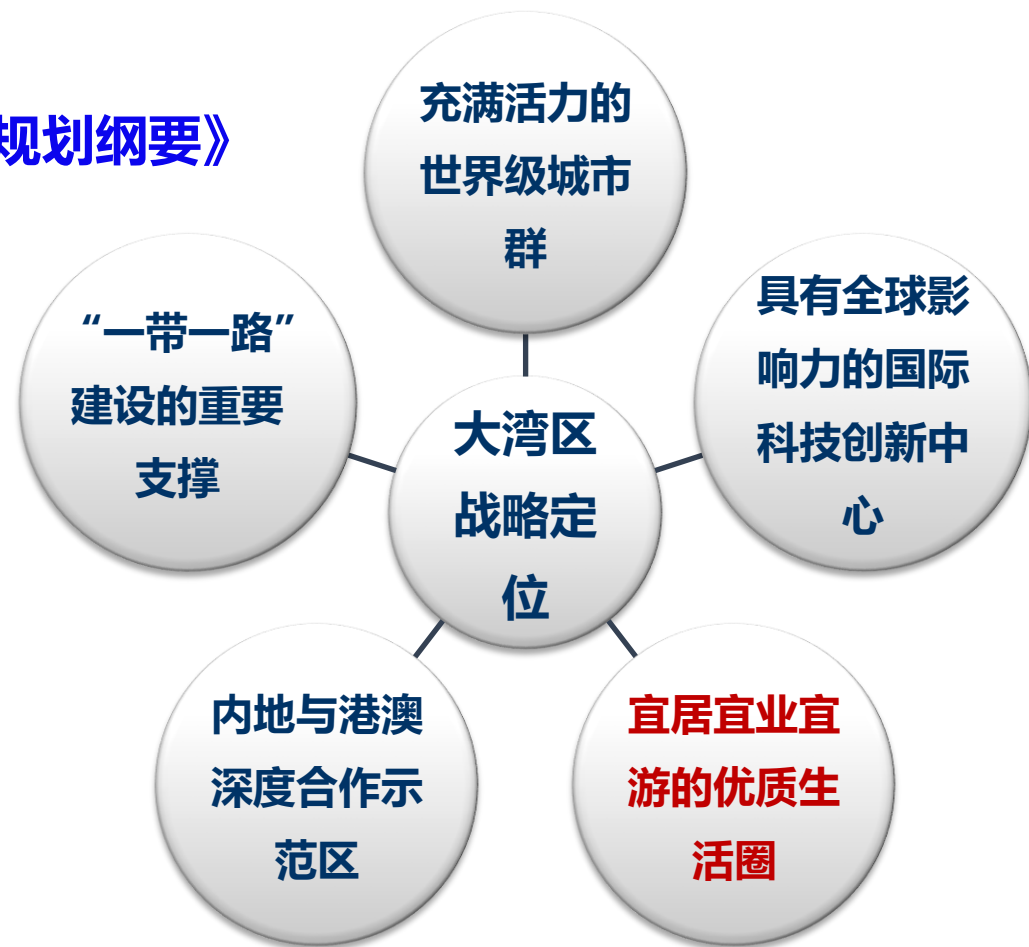 规划纲要》
充满活力的
世界级城市
群
“一带一路”
建设的重要
支撑
具有全球影
响力的国际
科技创新中
心
大湾区
战略定
位
内地与港澳
深度合作示
范区
宜居宜业宜
游的优质生
活圈